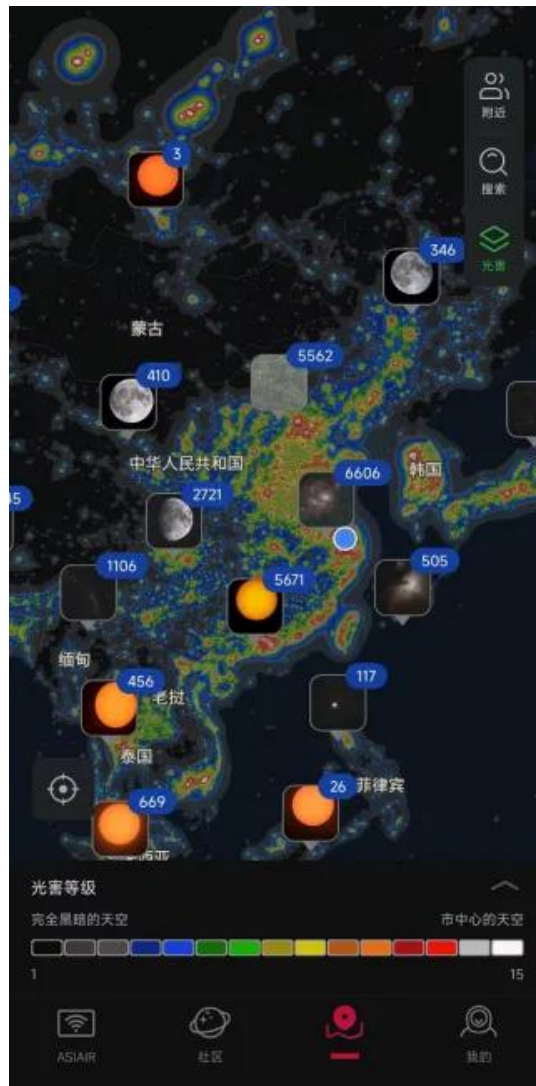 3
附近
搜索
光害
346
蒙古
5562
410
中华人民共和国
6606
韩国
2721
45
1106
505
5671
缅甸
456
老挝
117
泰国
26
菲律宾
669
光害等级
完全黑暗的天空
市中心的天空
1
15
ASIAIR
社区
我的